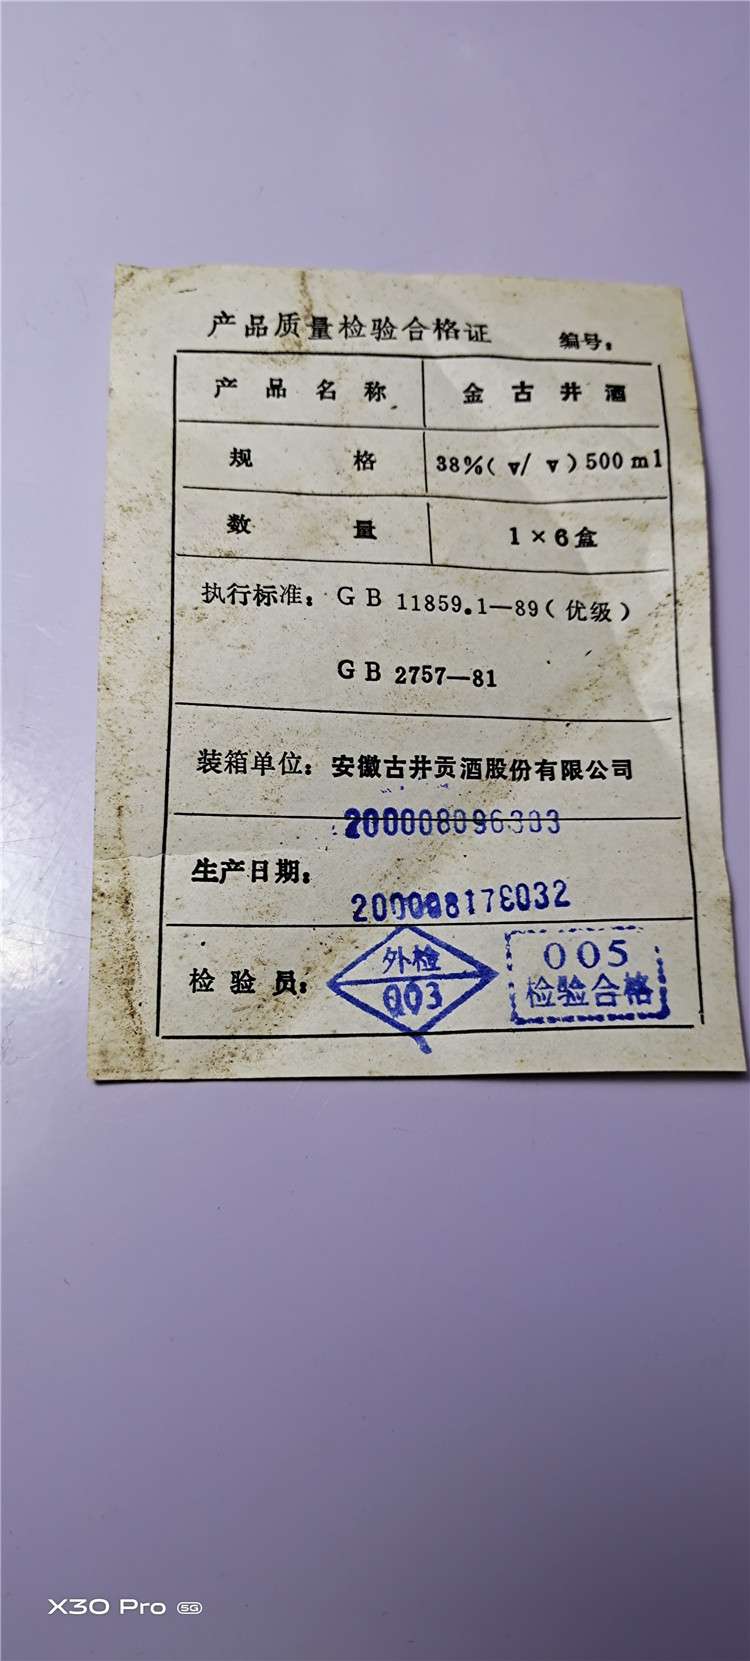 产品质量检验合格证 编号：
产品名称 金古井酒
规格 38%(v/v)500ml
数量 1×6盒
执行标准：GB 11859.1—89(优级)
GB 2757—81
装箱单位：安徽古井贡酒股份有限公司
200008096303
生产日期：
20000817E032
检验员：
外检
003
005
检验合格
X30 Pro 5G